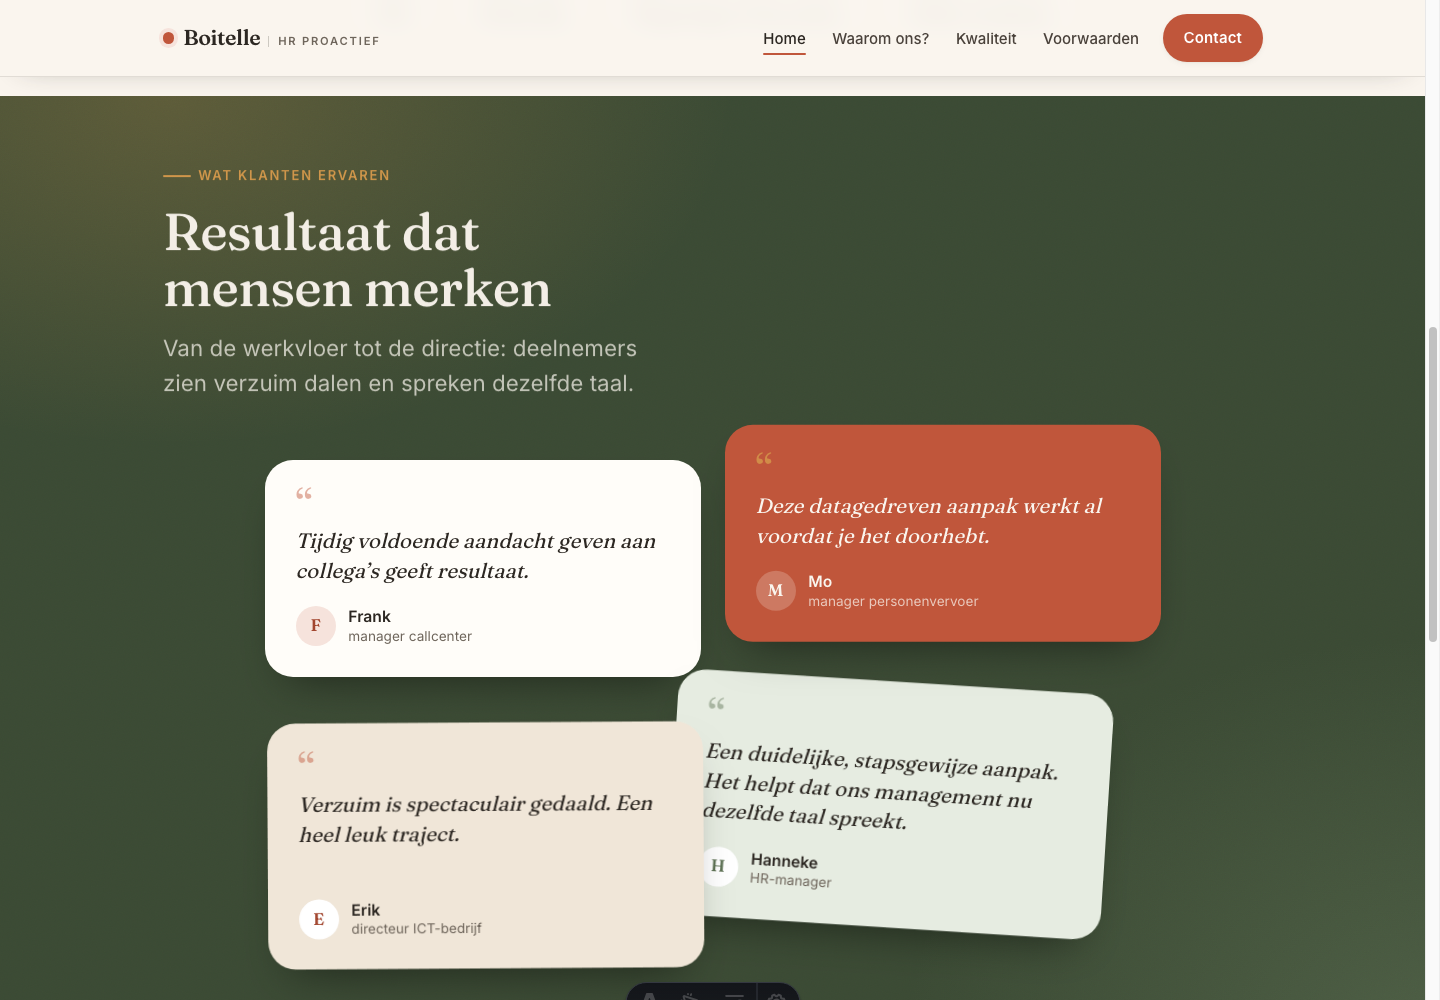 Boitelle | HR PROACTIEF
Home Waarom ons? Kwaliteit Voorwaarden Contact
WAT KLANTEN ERVAREN
Resultaat dat
mensen merken
Van de werkvloer tot de directie: deelnemers
zien verzuim dalen en spreken dezelfde taal.
“
Tijdig voldoende aandacht geven aan
collega’s geeft resultaat.
F
Frank
manager callcenter
“
Deze datagedreven aanpak werkt al
voordat je het doorhebt.
M
Mo
manager personenvervoer
“
Verzuim is spectaculair gedaald. Een
heel leuk traject.
E
Erik
directeur ICT-bedrijf
“
Een duidelijke, stapsgewijze aanpak.
Het helpt dat ons management nu
dezelfde taal spreekt.
H
Hanneke
HR-manager